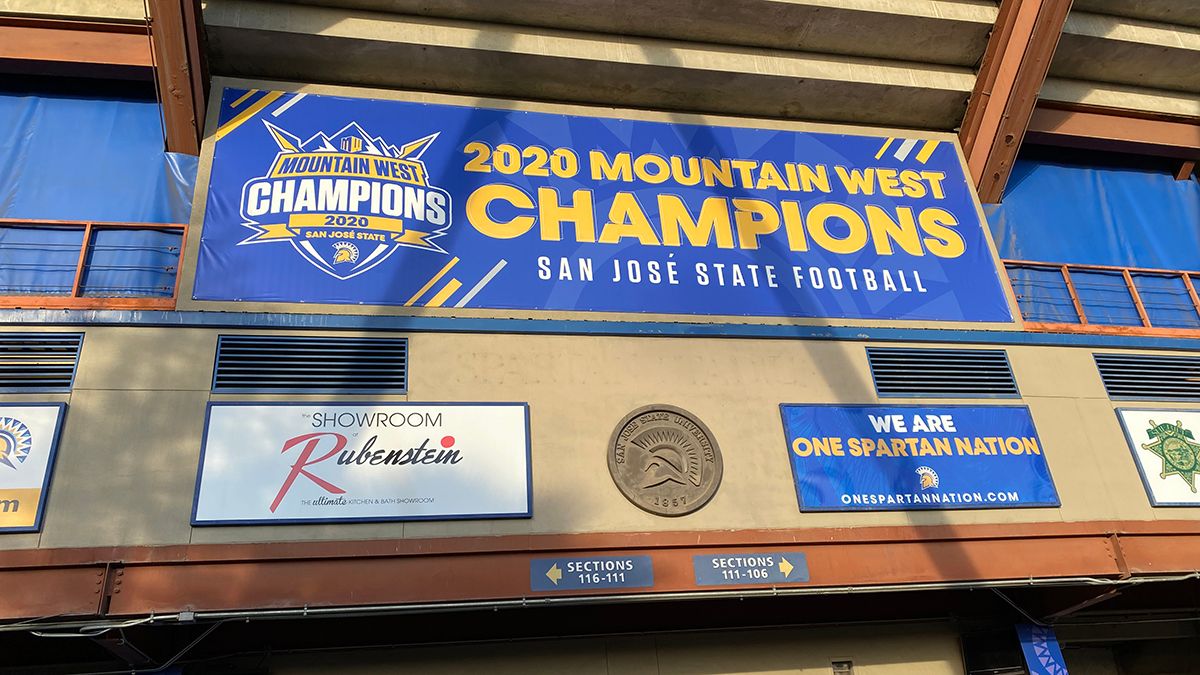 MOUNTAIN WEST
CHAMPIONS
2020
SAN JOSÉ STATE
2020 MOUNTAIN WEST
CHAMPIONS
SAN JOSÉ STATE FOOTBALL
m
the SHOWROOM
at
Rubenstein
THE ultimate KITCHEN & BATH SHOWROOM
SAN JOSE STATE UNIVERSITY
1857
WE ARE
ONE SPARTAN NATION
ONESPARTANNATION.COM
SECTIONS
116-111
SECTIONS
111-106